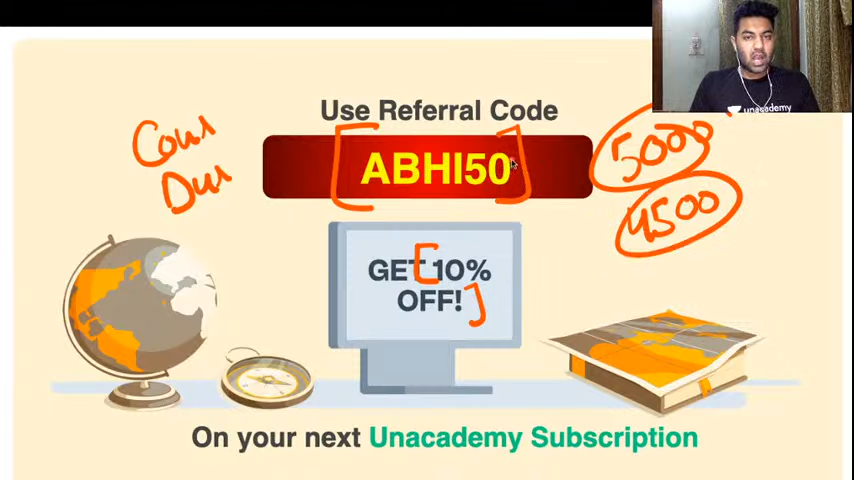 unacademy
Use Referral Code
ABHI50
5000
4500
GET 10%
OFF!
On your next Unacademy Subscription